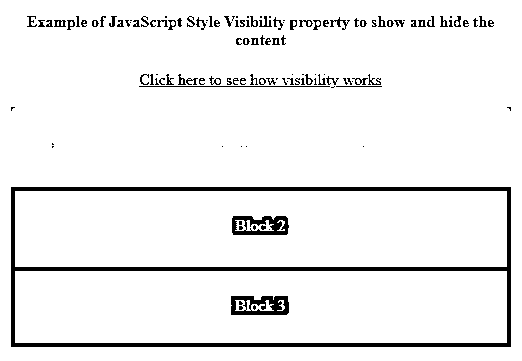 Example of JavaScript Style Visibility property to show and hide the
content
Click here to see how visibility works
Block 2
Block 3